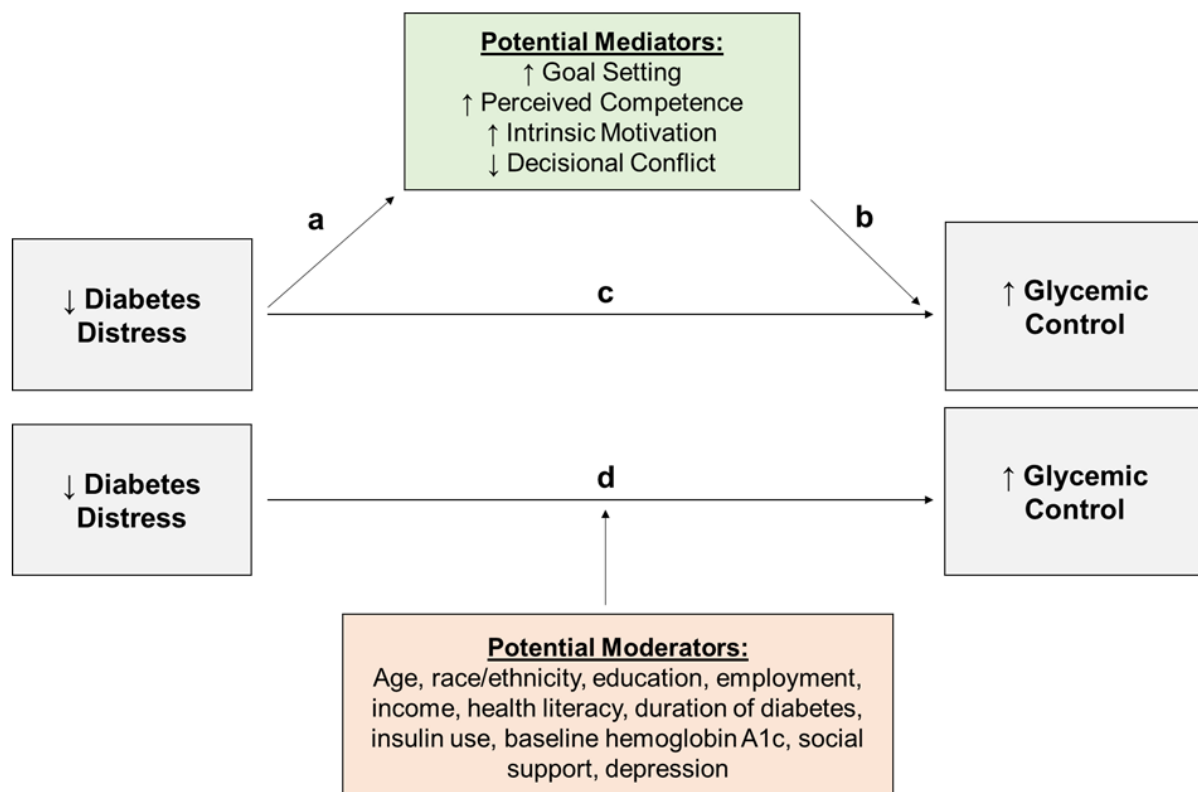 Potential Mediators:
↑ Goal Setting
↑ Perceived Competence
↑ Intrinsic Motivation
↓ Decisional Conflict
a
b
↓ Diabetes
Distress
c
↑ Glycemic
Control
↓ Diabetes
Distress
d
↑ Glycemic
Control
Potential Moderators:
Age, race/ethnicity, education, employment,
income, health literacy, duration of diabetes,
insulin use, baseline hemoglobin A1c, social
support, depression